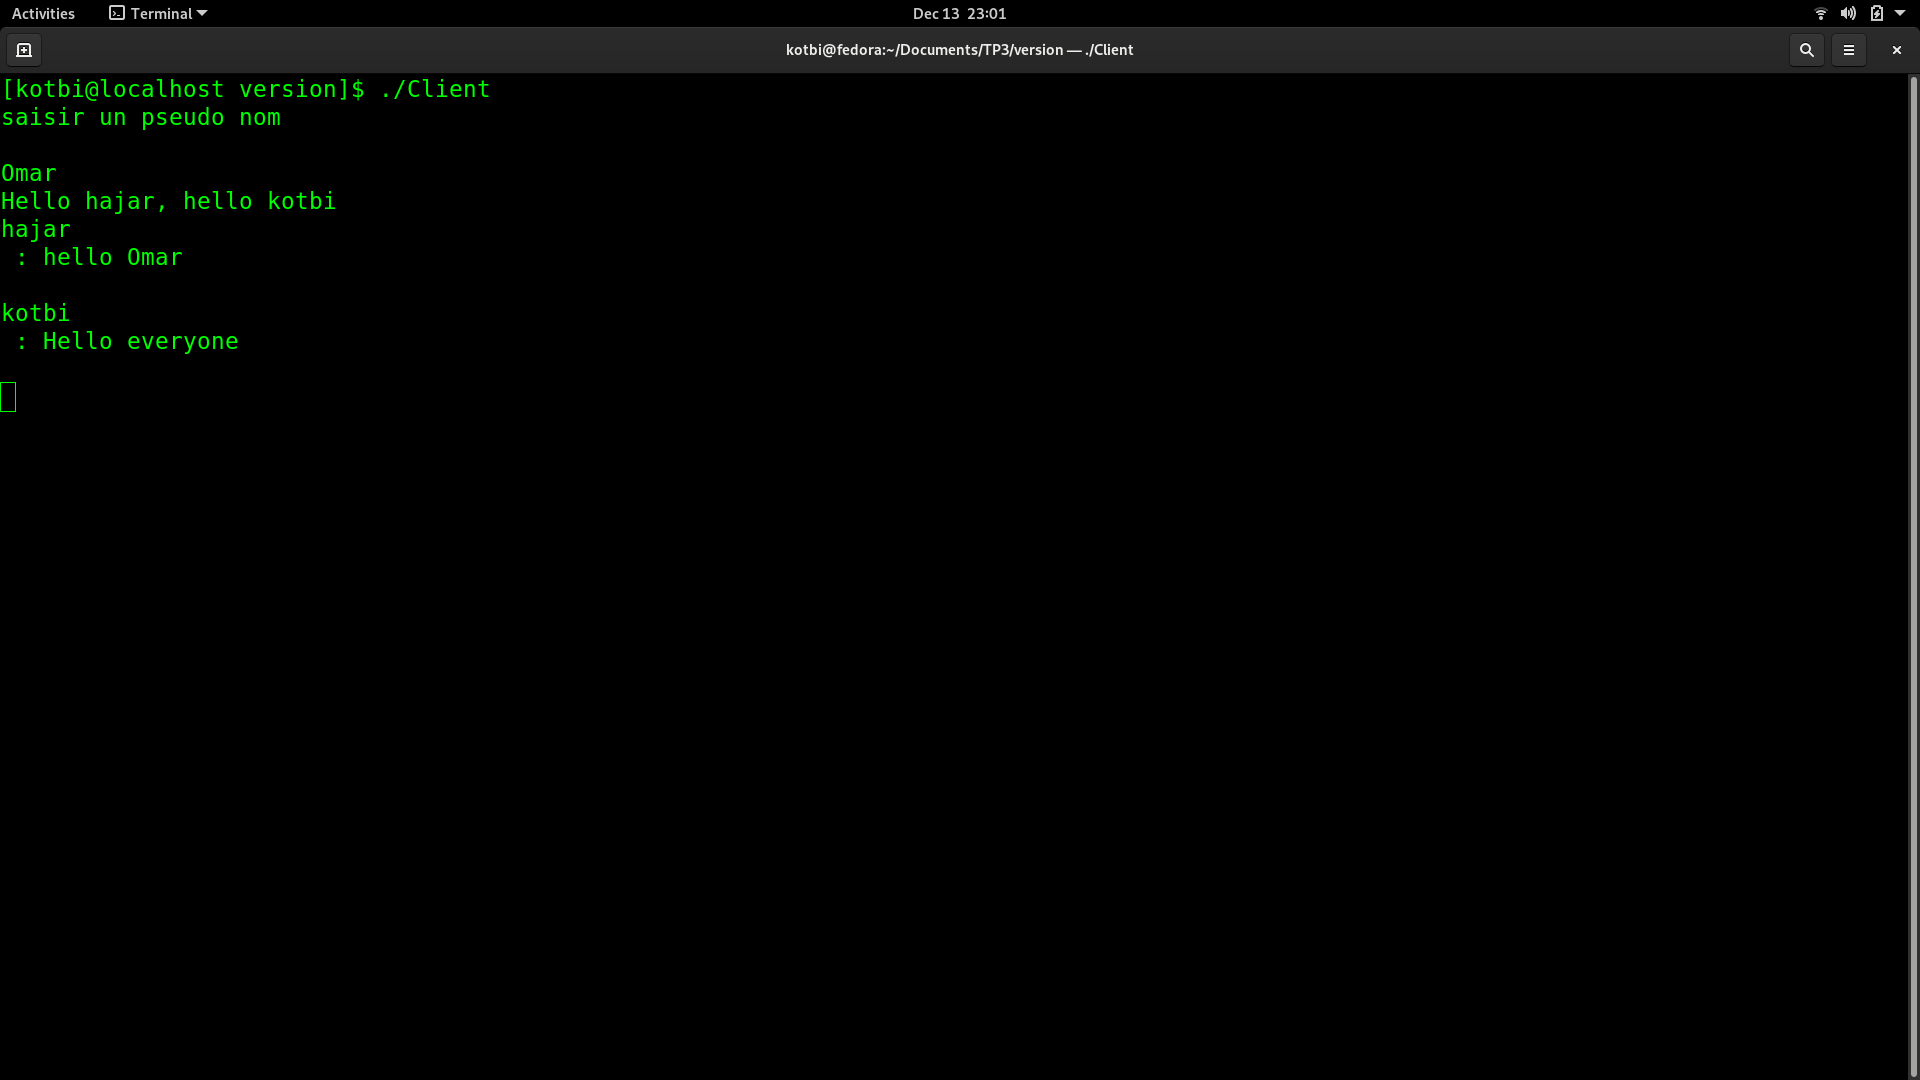 Activities Terminal Dec 13 23:01
kotbi@fedora:~/Documents/TP3/version — ./Client
[kotbi@localhost version]$ ./Client
saisir un pseudo nom
Omar
Hello hajar, hello kotbi
hajar
 : hello Omar
kotbi
 : Hello everyone